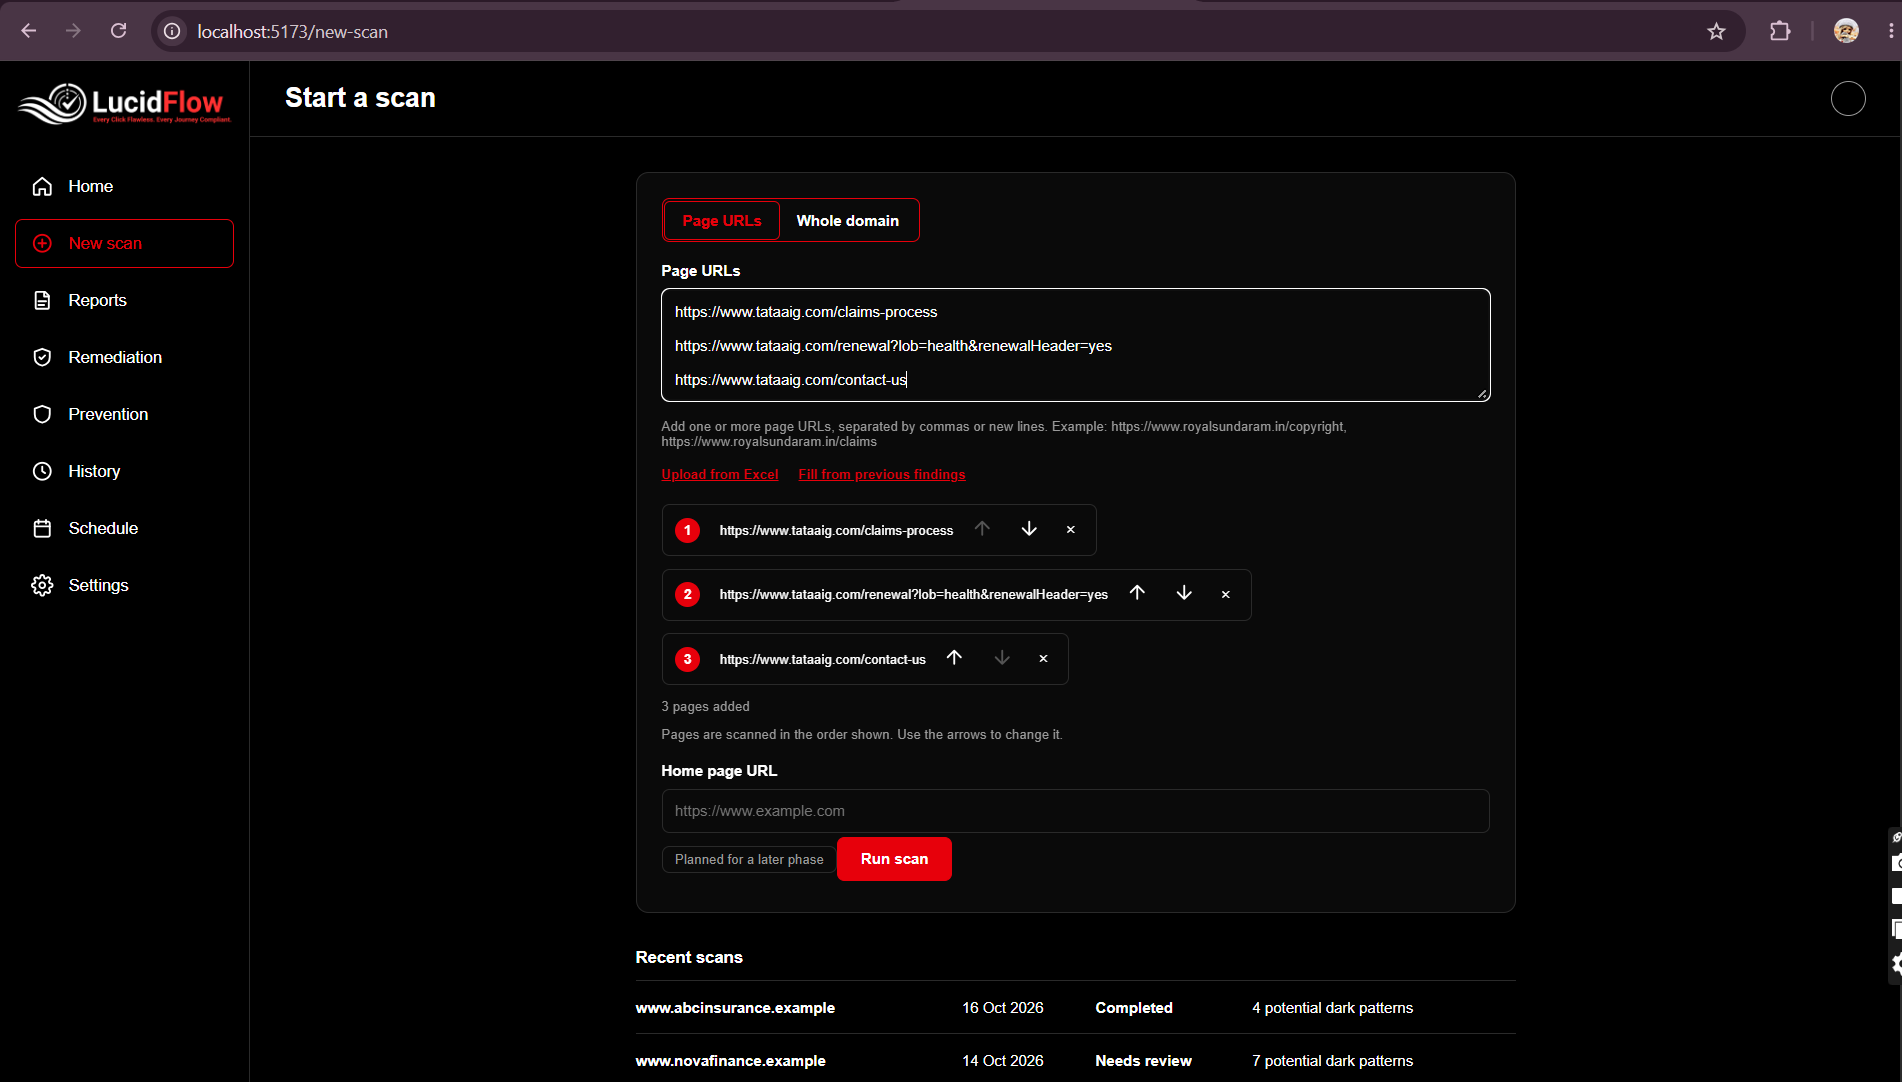 localhost:5173/new-scan
LucidFlow
Every Click Flawless. Every Journey Compliant.
Start a scan
Home
New scan
Reports
Remediation
Prevention
History
Schedule
Settings
Page URLs
Whole domain
Page URLs
https://www.tataaig.com/claims-process
https://www.tataaig.com/renewal?lob=health&renewalHeader=yes
https://www.tataaig.com/contact-us
Add one or more page URLs, separated by commas or new lines. Example: https://www.royalsundaram.in/copyright,
https://www.royalsundaram.in/claims
Upload from Excel Fill from previous findings
1 https://www.tataaig.com/claims-process
2 https://www.tataaig.com/renewal?lob=health&renewalHeader=yes
3 https://www.tataaig.com/contact-us
3 pages added
Pages are scanned in the order shown. Use the arrows to change it.
Home page URL
https://www.example.com
Planned for a later phase Run scan
Recent scans
www.abcinsurance.example 16 Oct 2026 Completed 4 potential dark patterns
www.novafinance.example 14 Oct 2026 Needs review 7 potential dark patterns